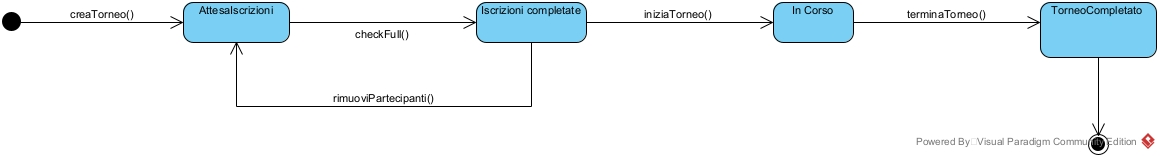 creaTorneo()
AttesaIscrizioni
checkFull()
Iscrizioni completate
iniziaTorneo()
In Corso
terminaTorneo()
TorneoCompletato
rimuoviPartecipanti()
Powered By Visual Paradigm Community Edition